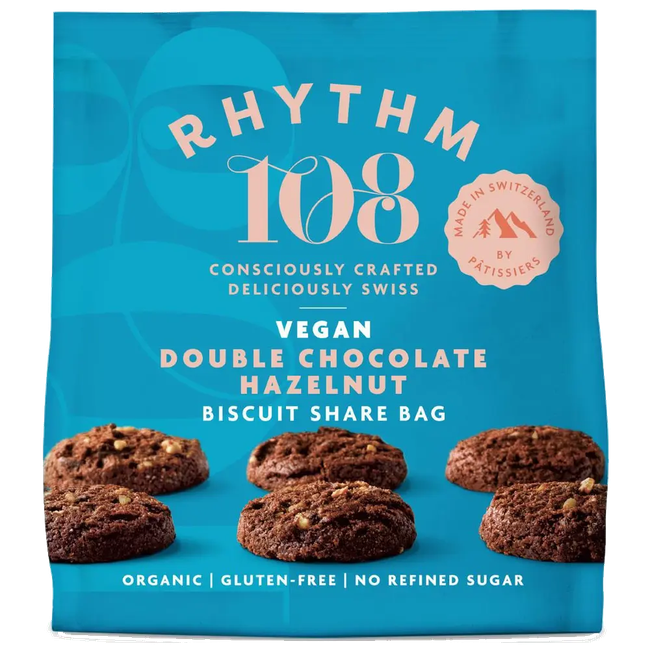 RHYTHM
108
MADE IN SWITZERLAND
BY
PÂTISSIERS
CONSCIOUSLY CRAFTED
DELICIOUSLY SWISS
VEGAN
DOUBLE CHOCOLATE
HAZELNUT
BISCUIT SHARE BAG
ORGANIC | GLUTEN-FREE | NO REFINED SUGAR